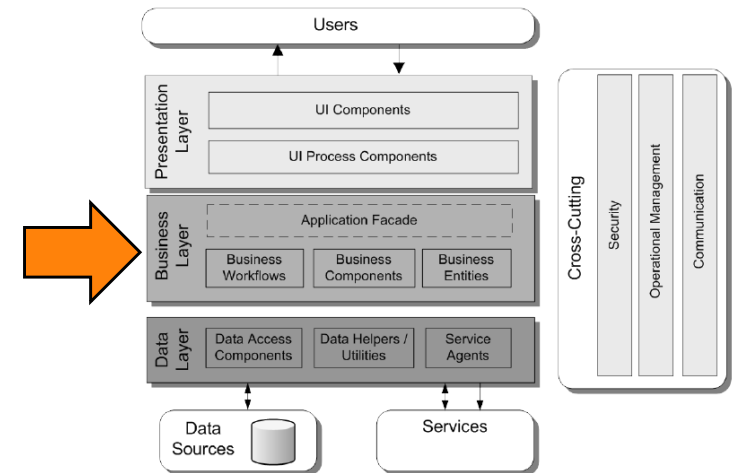 Users
Presentation
Layer
UI Components
UI Process Components
Business
Layer
Application Facade
Business
Workflows
Business
Components
Business
Entities
Data
Layer
Data Access
Components
Data Helpers /
Utilities
Service
Agents
Data
Sources
Services
Cross-Cutting
Security
Operational Management
Communication